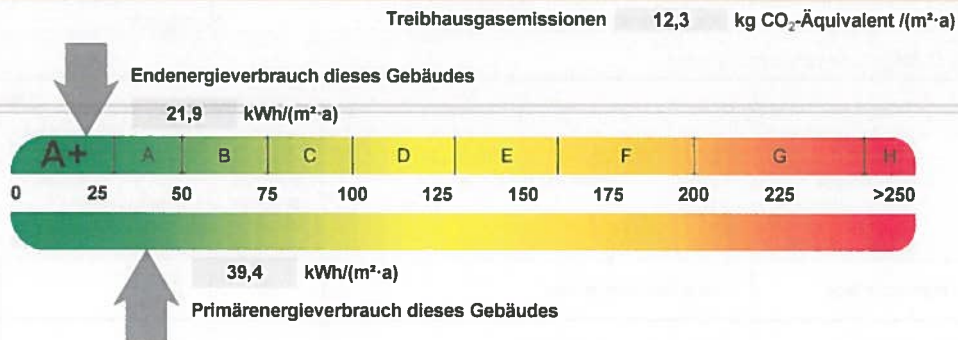 Treibhausgasemissionen 12,3 kg CO₂-Äquivalent /(m²·a)
Endenergieverbrauch dieses Gebäudes
21,9 kWh/(m²·a)
A+ A B C D E F G H
0 25 50 75 100 125 150 175 200 225 >250
39,4 kWh/(m²·a)
Primärenergieverbrauch dieses Gebäudes